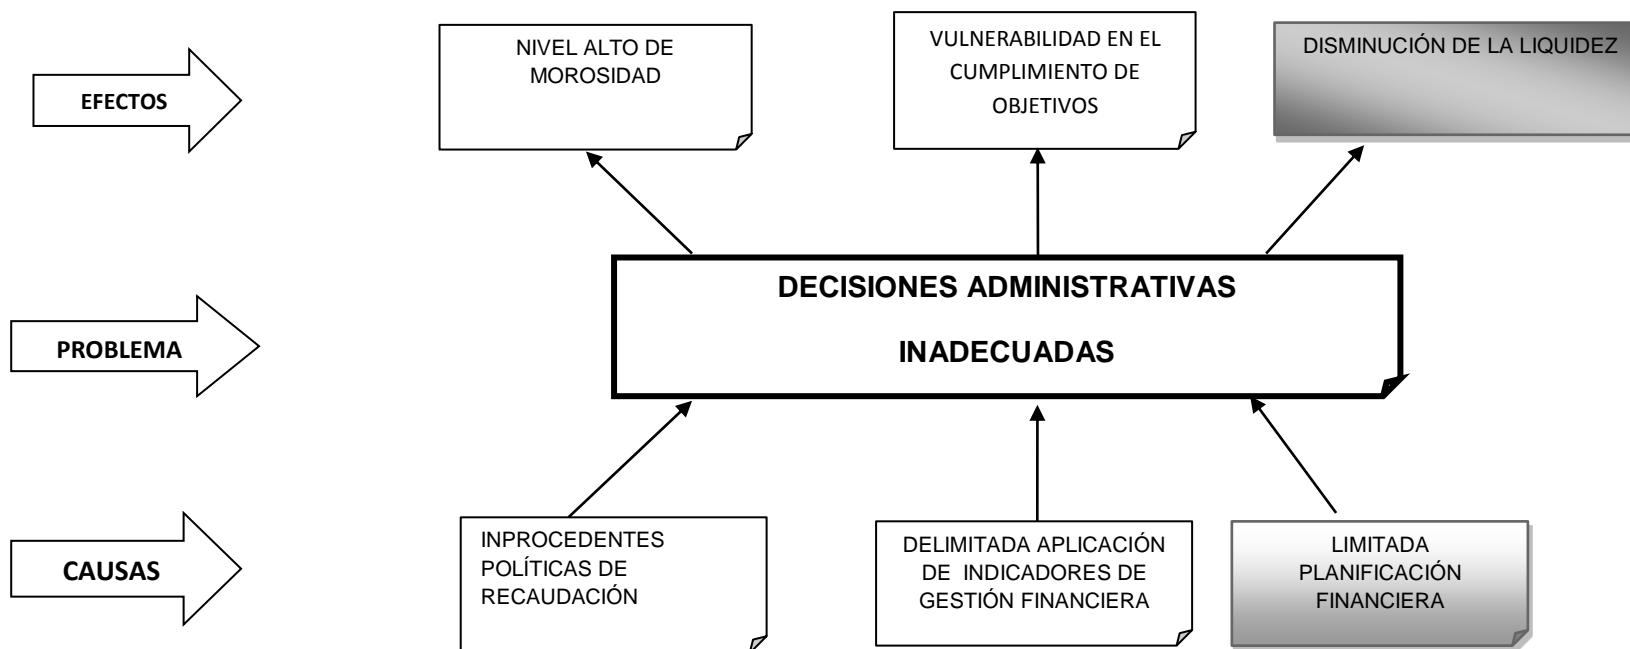 EFECTOS
NIVEL ALTO DE
MOROSIDAD
VULNERABILIDAD EN EL
CUMPLIMIENTO DE
OBJETIVOS
DISMINUCIÓN DE LA LIQUIDEZ
PROBLEMA
DECISIONES ADMINISTRATIVAS
INADECUADAS
CAUSAS
INPROCEDENTES
POLÍTICAS DE
RECAUDACIÓN
DELIMITADA APLICACIÓN
DE INDICADORES DE
GESTIÓN FINANCIERA
LIMITADA
PLANIFICACIÓN
FINANCIERA